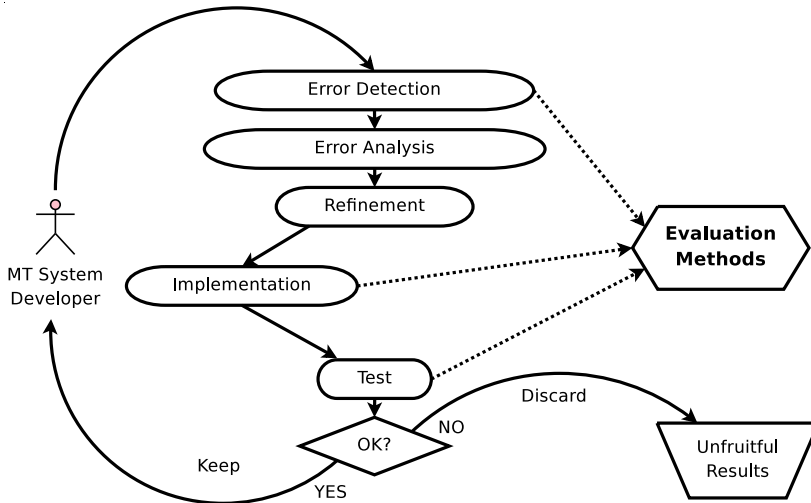 Error Detection
Error Analysis
Refinement
MT System
Developer
Evaluation
Methods
Implementation
Test
Discard
OK?
NO
Keep
YES
Unfruitful
Results